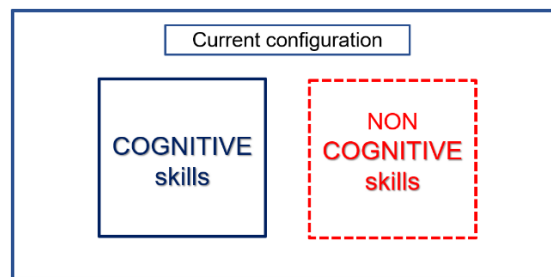 Current configuration
COGNITIVE
skills
NON
COGNITIVE
skills